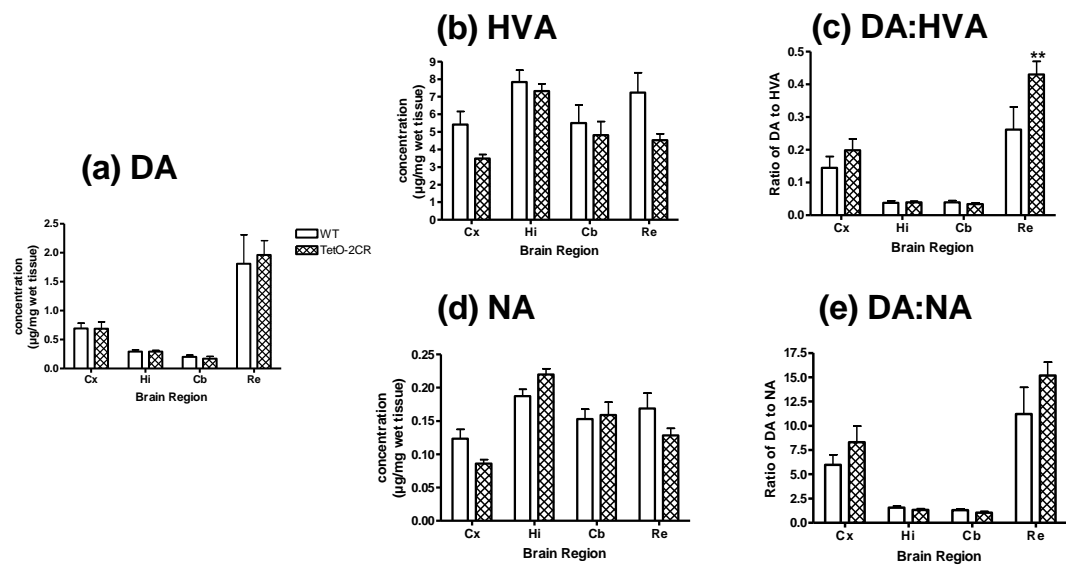 (a) DA
concentration
(µg/mg wet tissue)
2.5
2.0
1.5
1.0
0.5
0.0
Cx Hi Cb Re
Brain Region
WT
TetO-2CR
(b) HVA
concentration
(µg/mg wet tissue)
9
8
7
6
5
4
3
2
1
0
Cx Hi Cb Re
Brain Region
(c) DA:HVA
Ratio of DA to HVA
0.5
0.4
0.3
0.2
0.1
0.0
**
Cx Hi Cb Re
Brain Region
(d) NA
concentration
(µg/mg wet tissue)
0.25
0.20
0.15
0.10
0.05
0.00
Cx Hi Cb Re
Brain Region
(e) DA:NA
Ratio of DA to NA
17.5
15.0
12.5
10.0
7.5
5.0
2.5
0.0
Cx Hi Cb Re
Brain Region